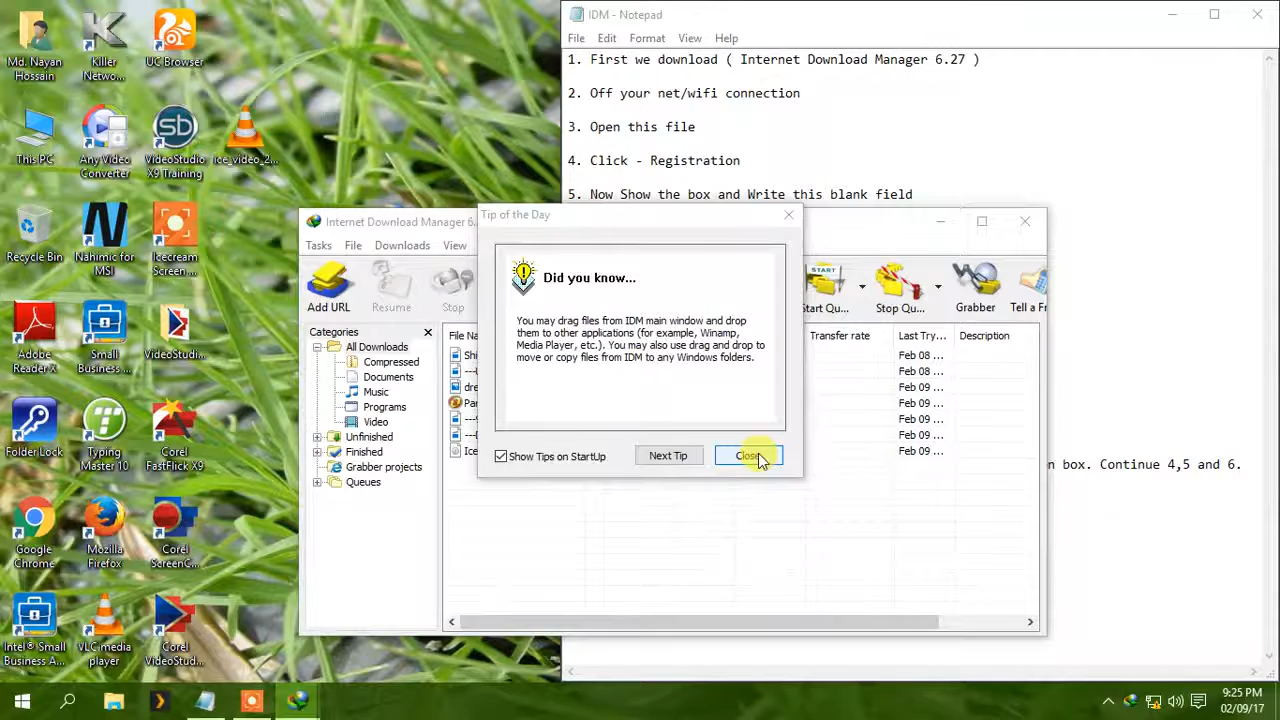 Md. Nayan
Hossain
Killer
Netwo...
UC Browser
This PC
Any Video
Converter
VideoStudio
X9 Training
Recycle Bin
Nahimic for
MSI
Icecream
Screen ...
Adobe
Reader X
Small
Business ...
VideoStudi...
Folder Lock
Typing
Master 10
Corel
FastFlick X9
Google
Chrome
Mozilla
Firefox
Corel
ScreenC...
Intel® Small
Business A...
VLC media
player
Corel
VideoStud...
IDM - Notepad
File Edit Format View Help
1. First we download ( Internet Download Manager 6.27 )
2. Off your net/wifi connection
3. Open this file
4. Click - Registration
5. Now Show the box and Write this blank field
n box. Continue 4,5 and 6.
Internet Download Manager 6.
Tasks File Downloads View
Add URL
Resume
Stop
Stop Qu...
Grabber
START
Categories
All Downloads
Compressed
Documents
Music
Programs
Video
Unfinished
Finished
Grabber projects
Queues
Transfer rate Last Try... Description
Feb 08 ...
Feb 08 ...
Feb 09 ...
Feb 09 ...
Feb 09 ...
Feb 09 ...
Feb 09 ...
Tip of the Day
Did you know...
You may drag files from IDM main window and drop
them to other applications (for example, Winamp,
Media Player, etc.). You may also use drag and drop to
move or copy files from IDM to any Windows folders.
Show Tips on StartUp
Next Tip
Close
9:25 PM
02/09/17